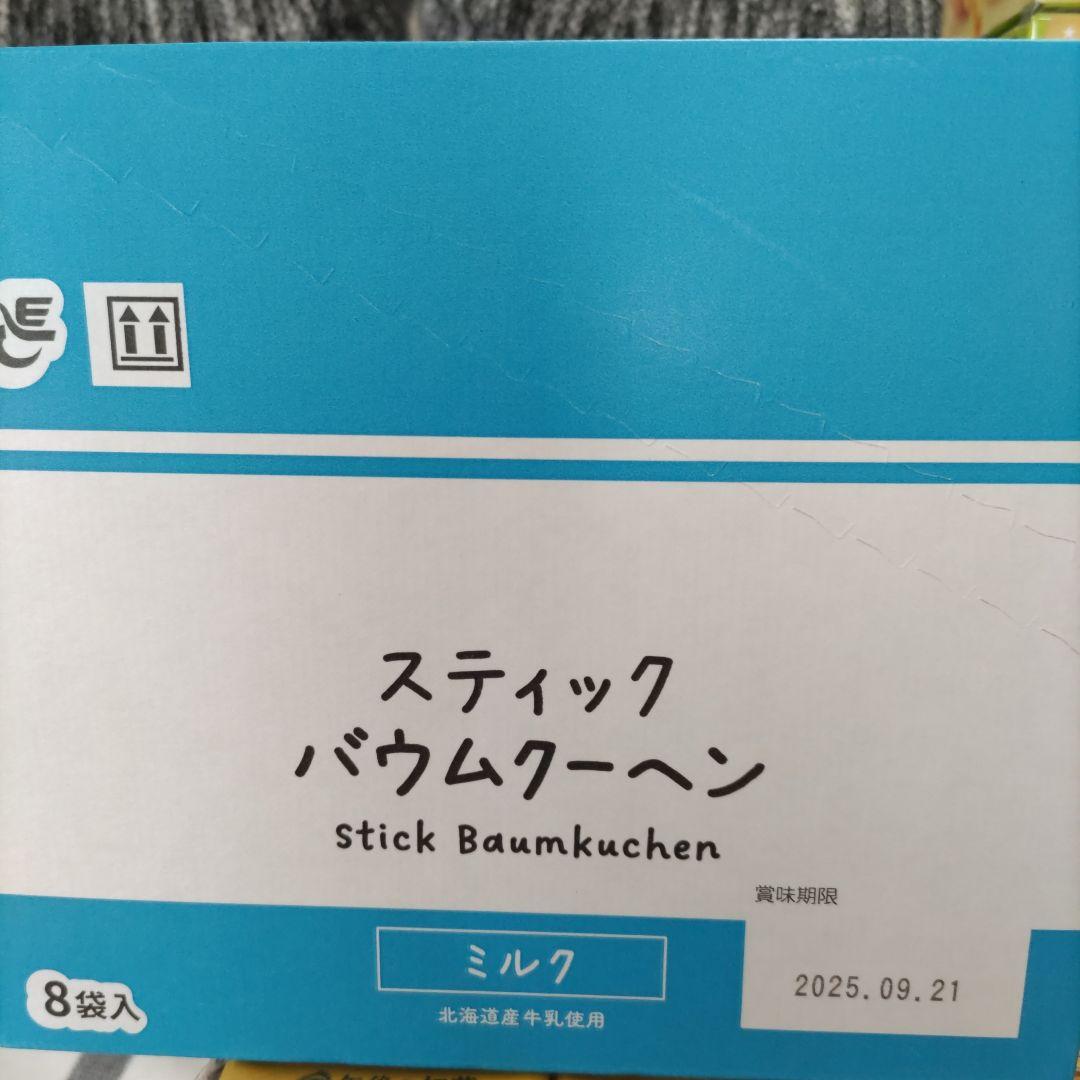 スティック
バウムクーヘン
stick Baumkuchen
賞味期限
2025.09.21
ミルク
北海道産牛乳使用
8袋入